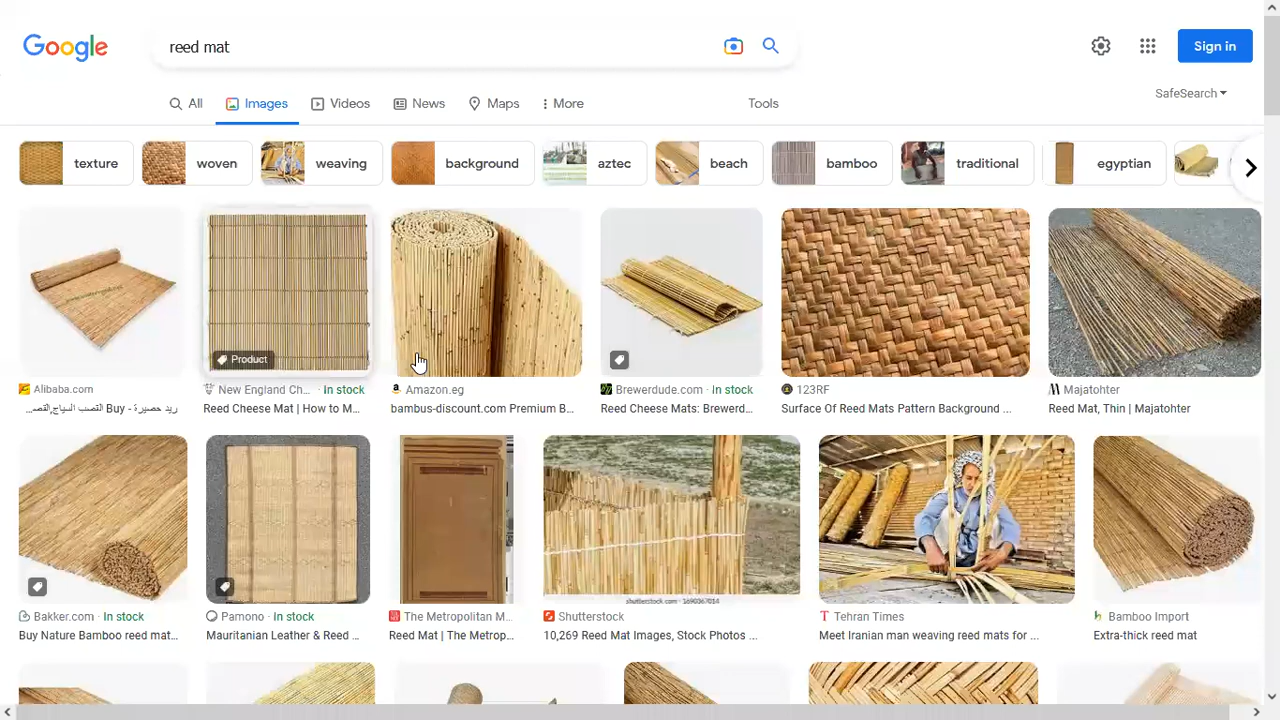 Google
reed mat
Sign in
All Images Videos News Maps More Tools
SafeSearch
texture woven weaving background aztec beach bamboo traditional egyptian
Product
Alibaba.com New England Ch... · In stock Amazon.eg Brewerdude.com · In stock 123RF Majatohter
ريد حصيرة - Buy القصب السياج,القصـ... Reed Cheese Mat | How to M... bambus-discount.com Premium B... Reed Cheese Mats: Brewerd... Surface Of Reed Mats Pattern Background ... Reed Mat, Thin | Majatohter
shutterstock.com · 1690367014
Bakker.com · In stock Pamono · In stock The Metropolitan M... Shutterstock Tehran Times Bamboo Import
Buy Nature Bamboo reed mat... Mauritanian Leather & Reed ... Reed Mat | The Metrop... 10,269 Reed Mat Images, Stock Photos ... Meet Iranian man weaving reed mats for ... Extra-thick reed mat